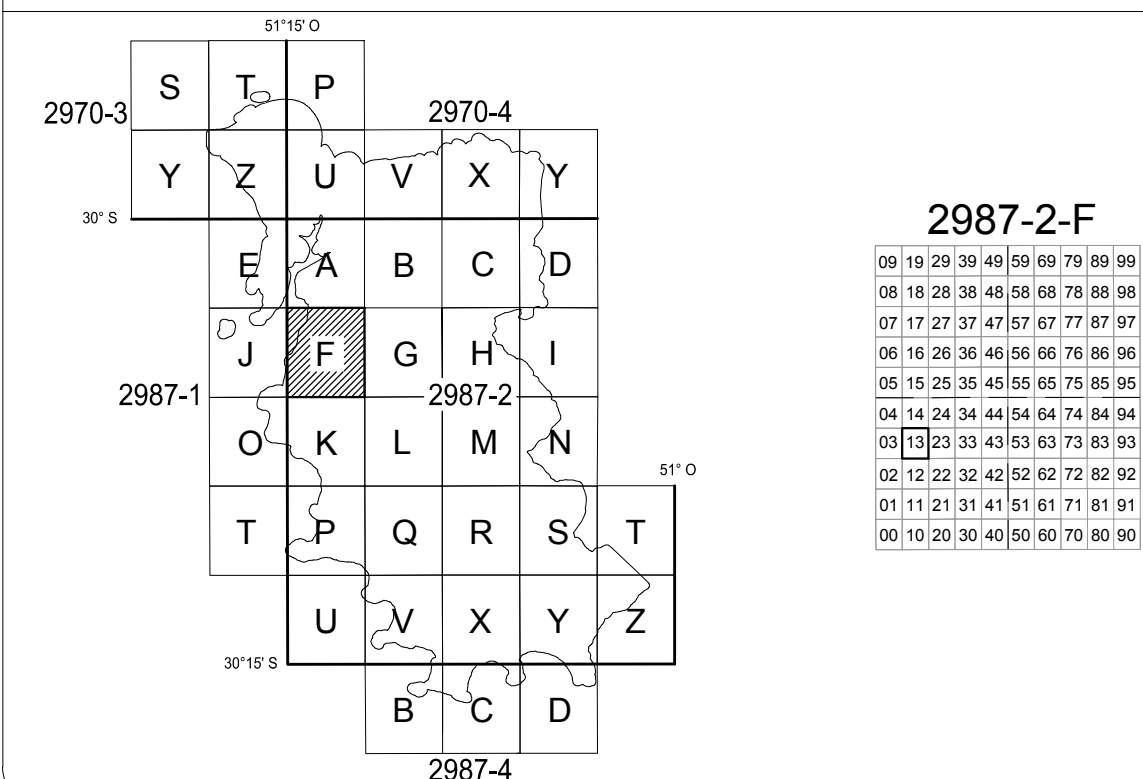 51°15' O
S T P
2970-3 2970-4
Y Z U V X Y
30° S
E A B C D
J F G H I
2987-1 2987-2
O K L M N
51° O
T P Q R S T
U V X Y Z
30°15' S
B C D
2987-4
2987-2-F
09 19 29 39 49 59 69 79 89 99
08 18 28 38 48 58 68 78 88 98
07 17 27 37 47 57 67 77 87 97
06 16 26 36 46 56 66 76 86 96
05 15 25 35 45 55 65 75 85 95
04 14 24 34 44 54 64 74 84 94
03 13 23 33 43 53 63 73 83 93
02 12 22 32 42 52 62 72 82 92
01 11 21 31 41 51 61 71 81 91
00 10 20 30 40 50 60 70 80 90